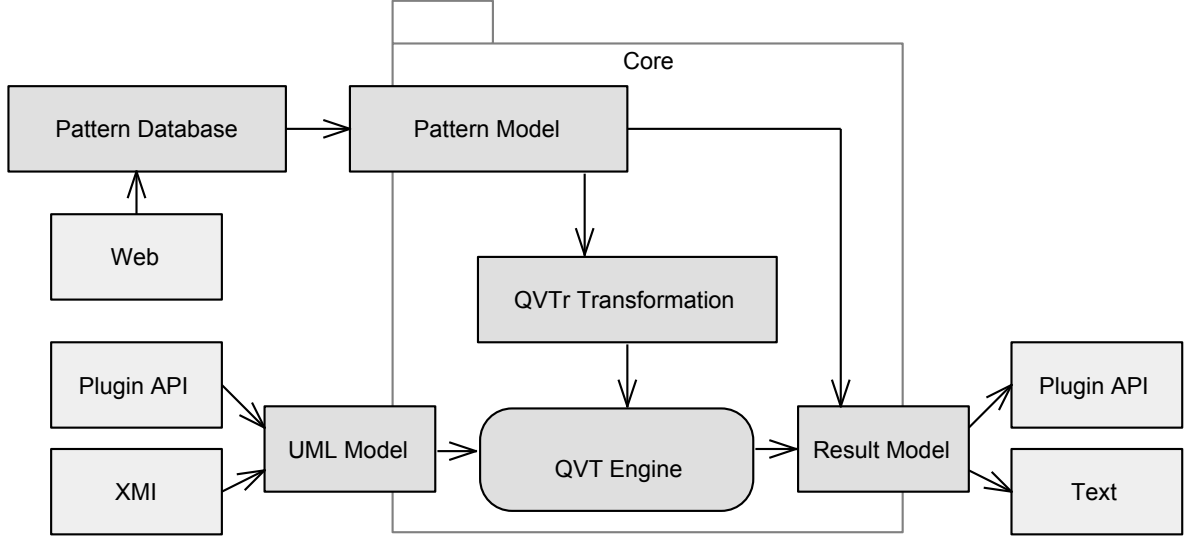 Core
Pattern Database
Pattern Model
Web
QVTr Transformation
Plugin API
Plugin API
UML Model
QVT Engine
Result Model
XMI
Text